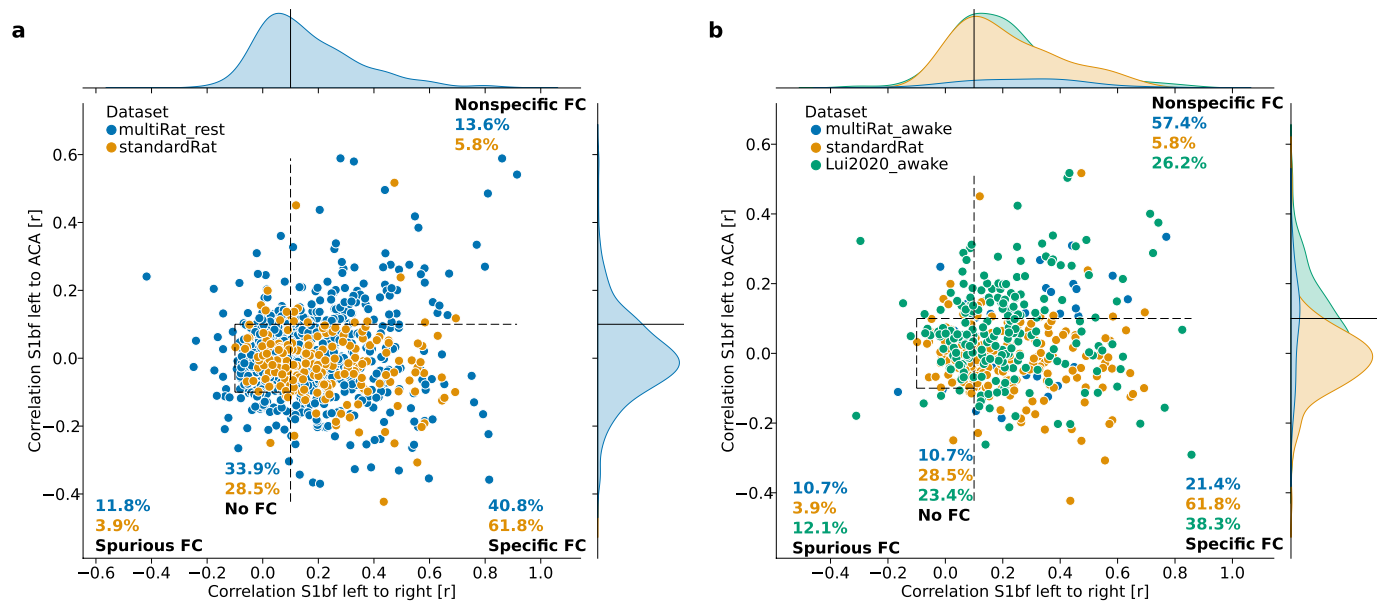 a
Dataset
multiRat_rest
standardRat
Nonspecific FC
13.6%
5.8%
0.6
0.4
0.2
0.0
−0.2
−0.4
Correlation S1bf left to ACA [r]
33.9%
28.5%
No FC
11.8%
3.9%
Spurious FC
40.8%
61.8%
Specific FC
−0.6 −0.4 −0.2 0.0 0.2 0.4 0.6 0.8 1.0
Correlation S1bf left to right [r]
b
Dataset
multiRat_awake
standardRat
Lui2020_awake
Nonspecific FC
57.4%
5.8%
26.2%
0.6
0.4
0.2
0.0
−0.2
−0.4
Correlation S1bf left to ACA [r]
10.7%
28.5%
23.4%
No FC
10.7%
3.9%
12.1%
Spurious FC
21.4%
61.8%
38.3%
Specific FC
−0.4 −0.2 0.0 0.2 0.4 0.6 0.8 1.0
Correlation S1bf left to right [r]